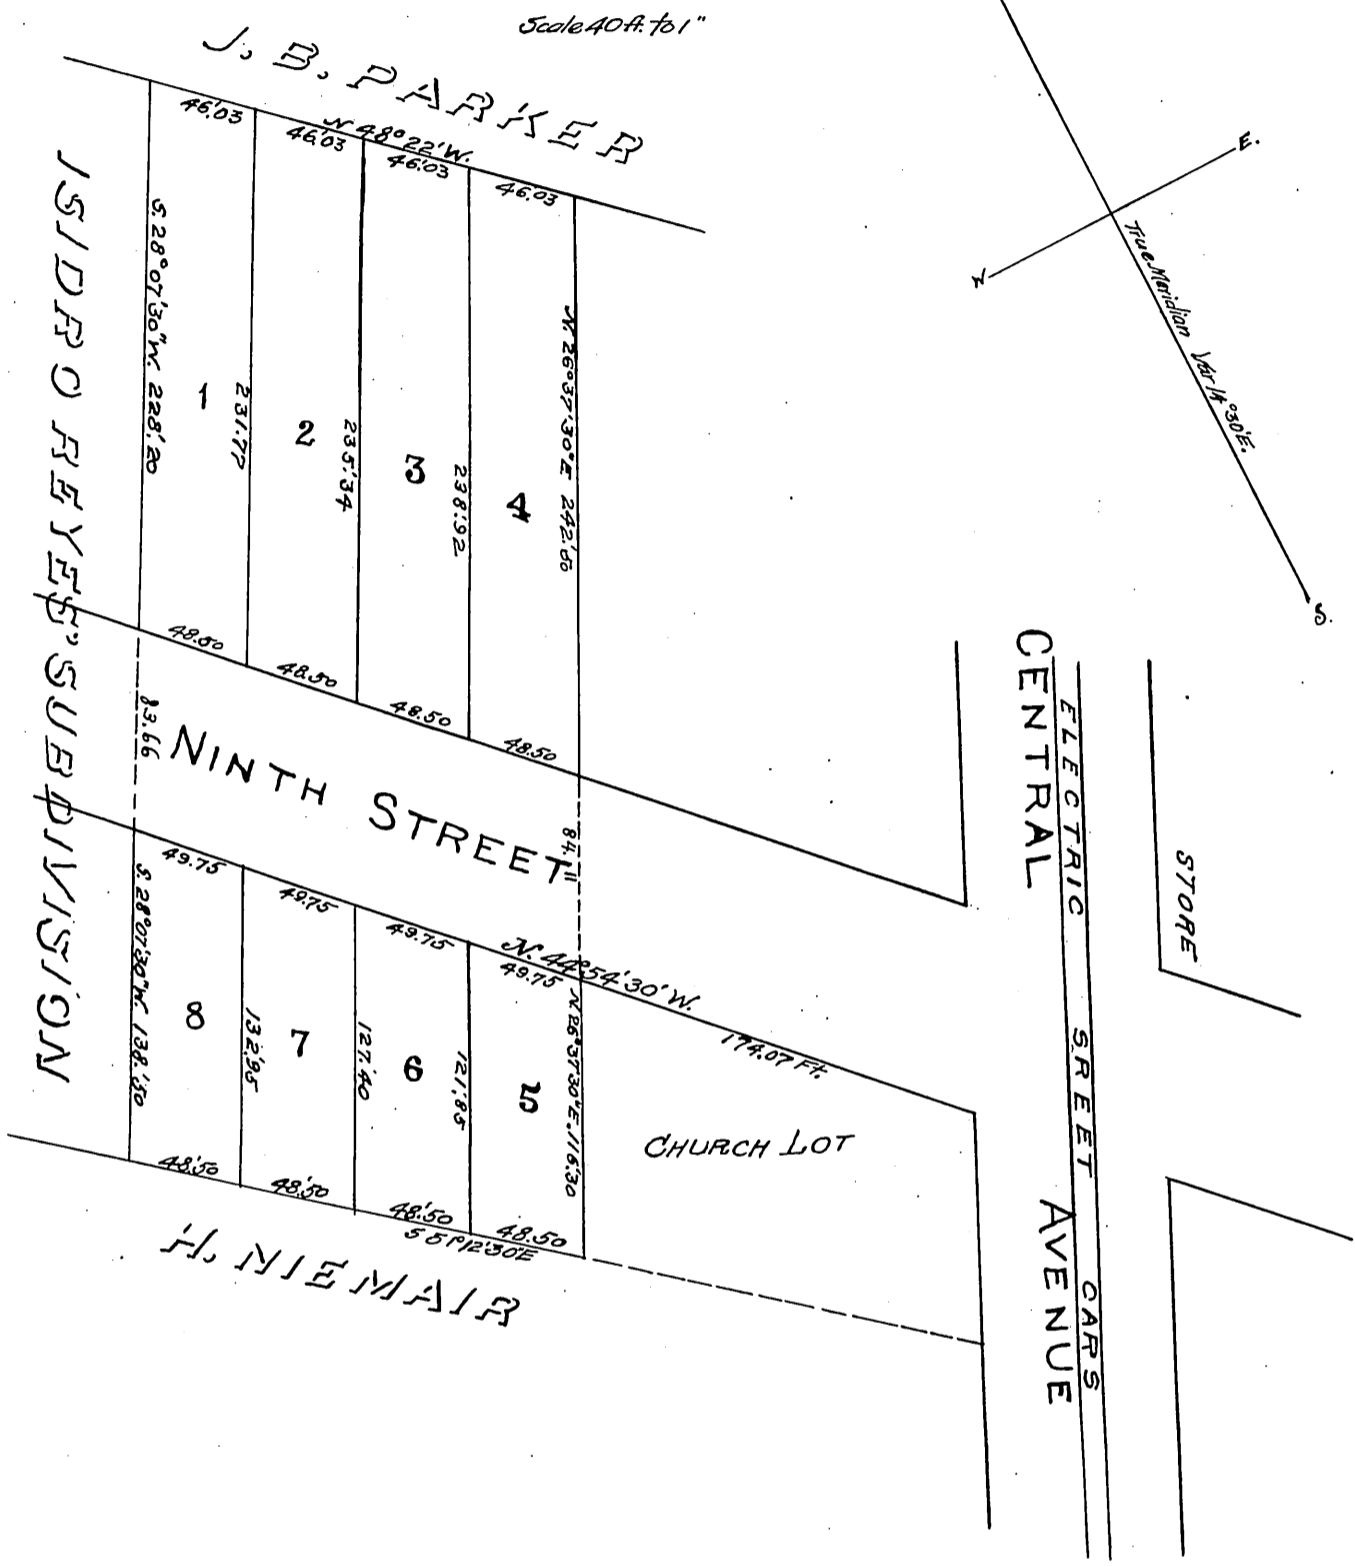 Scale 40 ft. to 1"
J. B. PARKER
N 48° 22' W.
46.03
46.03
46.03
46.03
E.
W
True Meridian Var 14° 30' E.
S.
ISIDRO REYES' SUBDIVISION
S. 28° 07' 30" W. 228.20
1
231.77
2
235.34
3
238.92
4
N. 26° 37' 30" E 242.50
48.50
48.50
48.50
48.50
83.66
NINTH STREET
84.11
CENTRAL AVENUE
ELECTRIC SREET CARS
STORE
49.75
49.75
49.75
49.75
N. 44° 54' 30" W.
174.07 Ft.
S. 28° 07' 30" W. 138.50
8
132.95
7
127.40
6
121.85
5
N 26° 37' 30" E. 116.30
CHURCH LOT
48.50
48.50
48.50
48.50
S 51° 12' 30" E
H. NIEMAIR